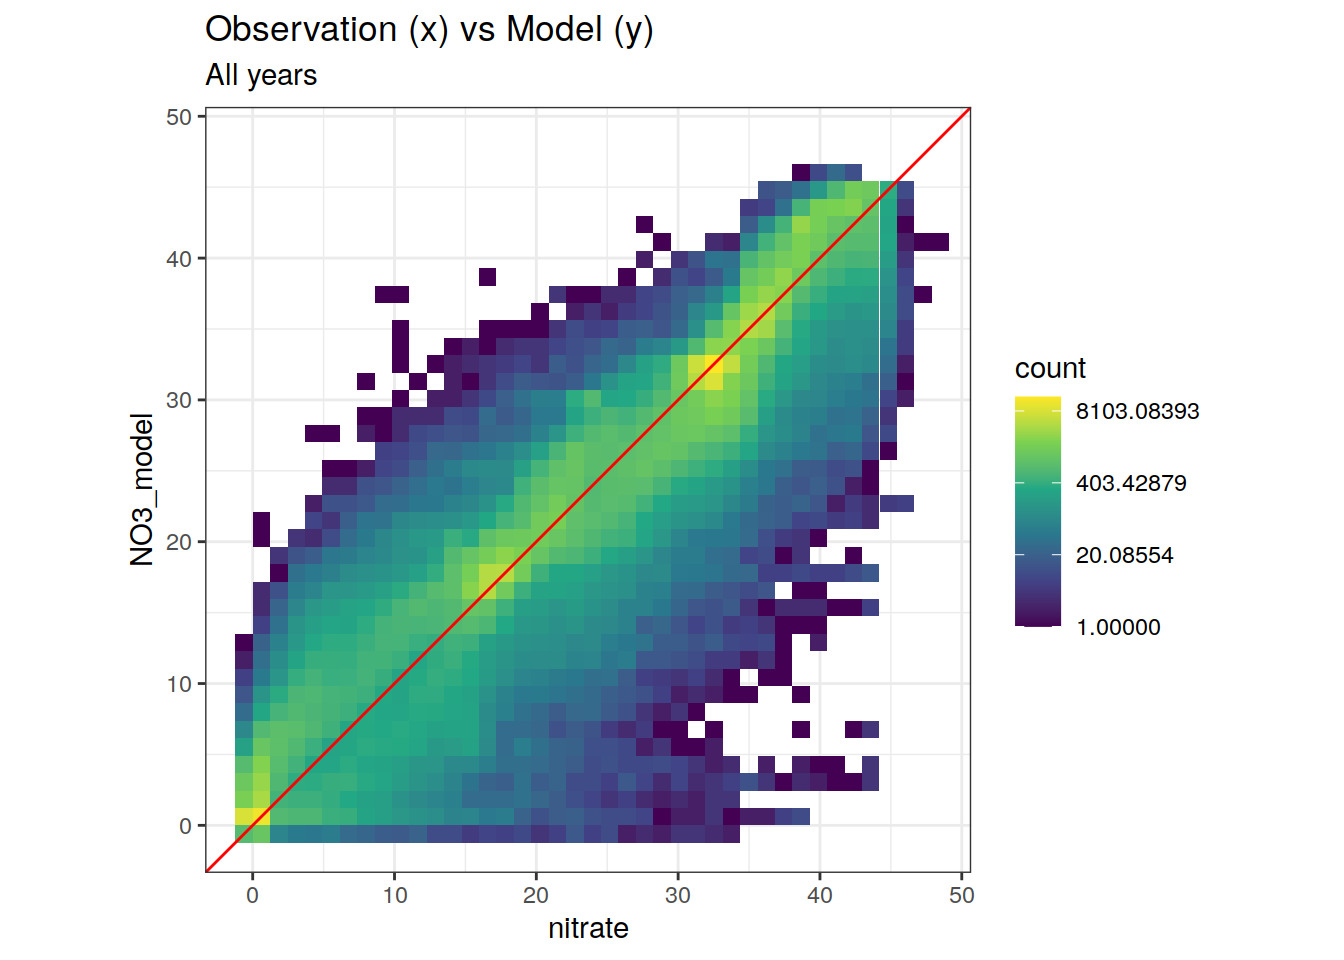 Observation (x) vs Model (y)
All years
50
40
30
20
10
0
NO3_model
0 10 20 30 40 50
nitrate
count
8103.08393
403.42879
20.08554
1.00000